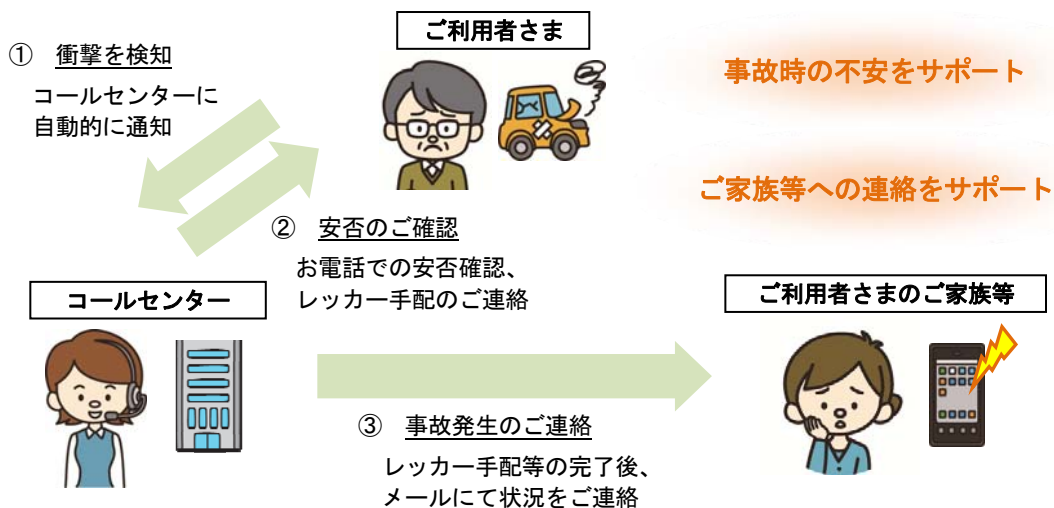 ご利用者さま
① 衝撃を検知
コールセンターに
自動的に通知
事故時の不安をサポート
ご家族等への連絡をサポート
② 安否のご確認
お電話での安否確認、
レッカー手配のご連絡
コールセンター
ご利用者さまのご家族等
③ 事故発生のご連絡
レッカー手配等の完了後、
メールにて状況をご連絡